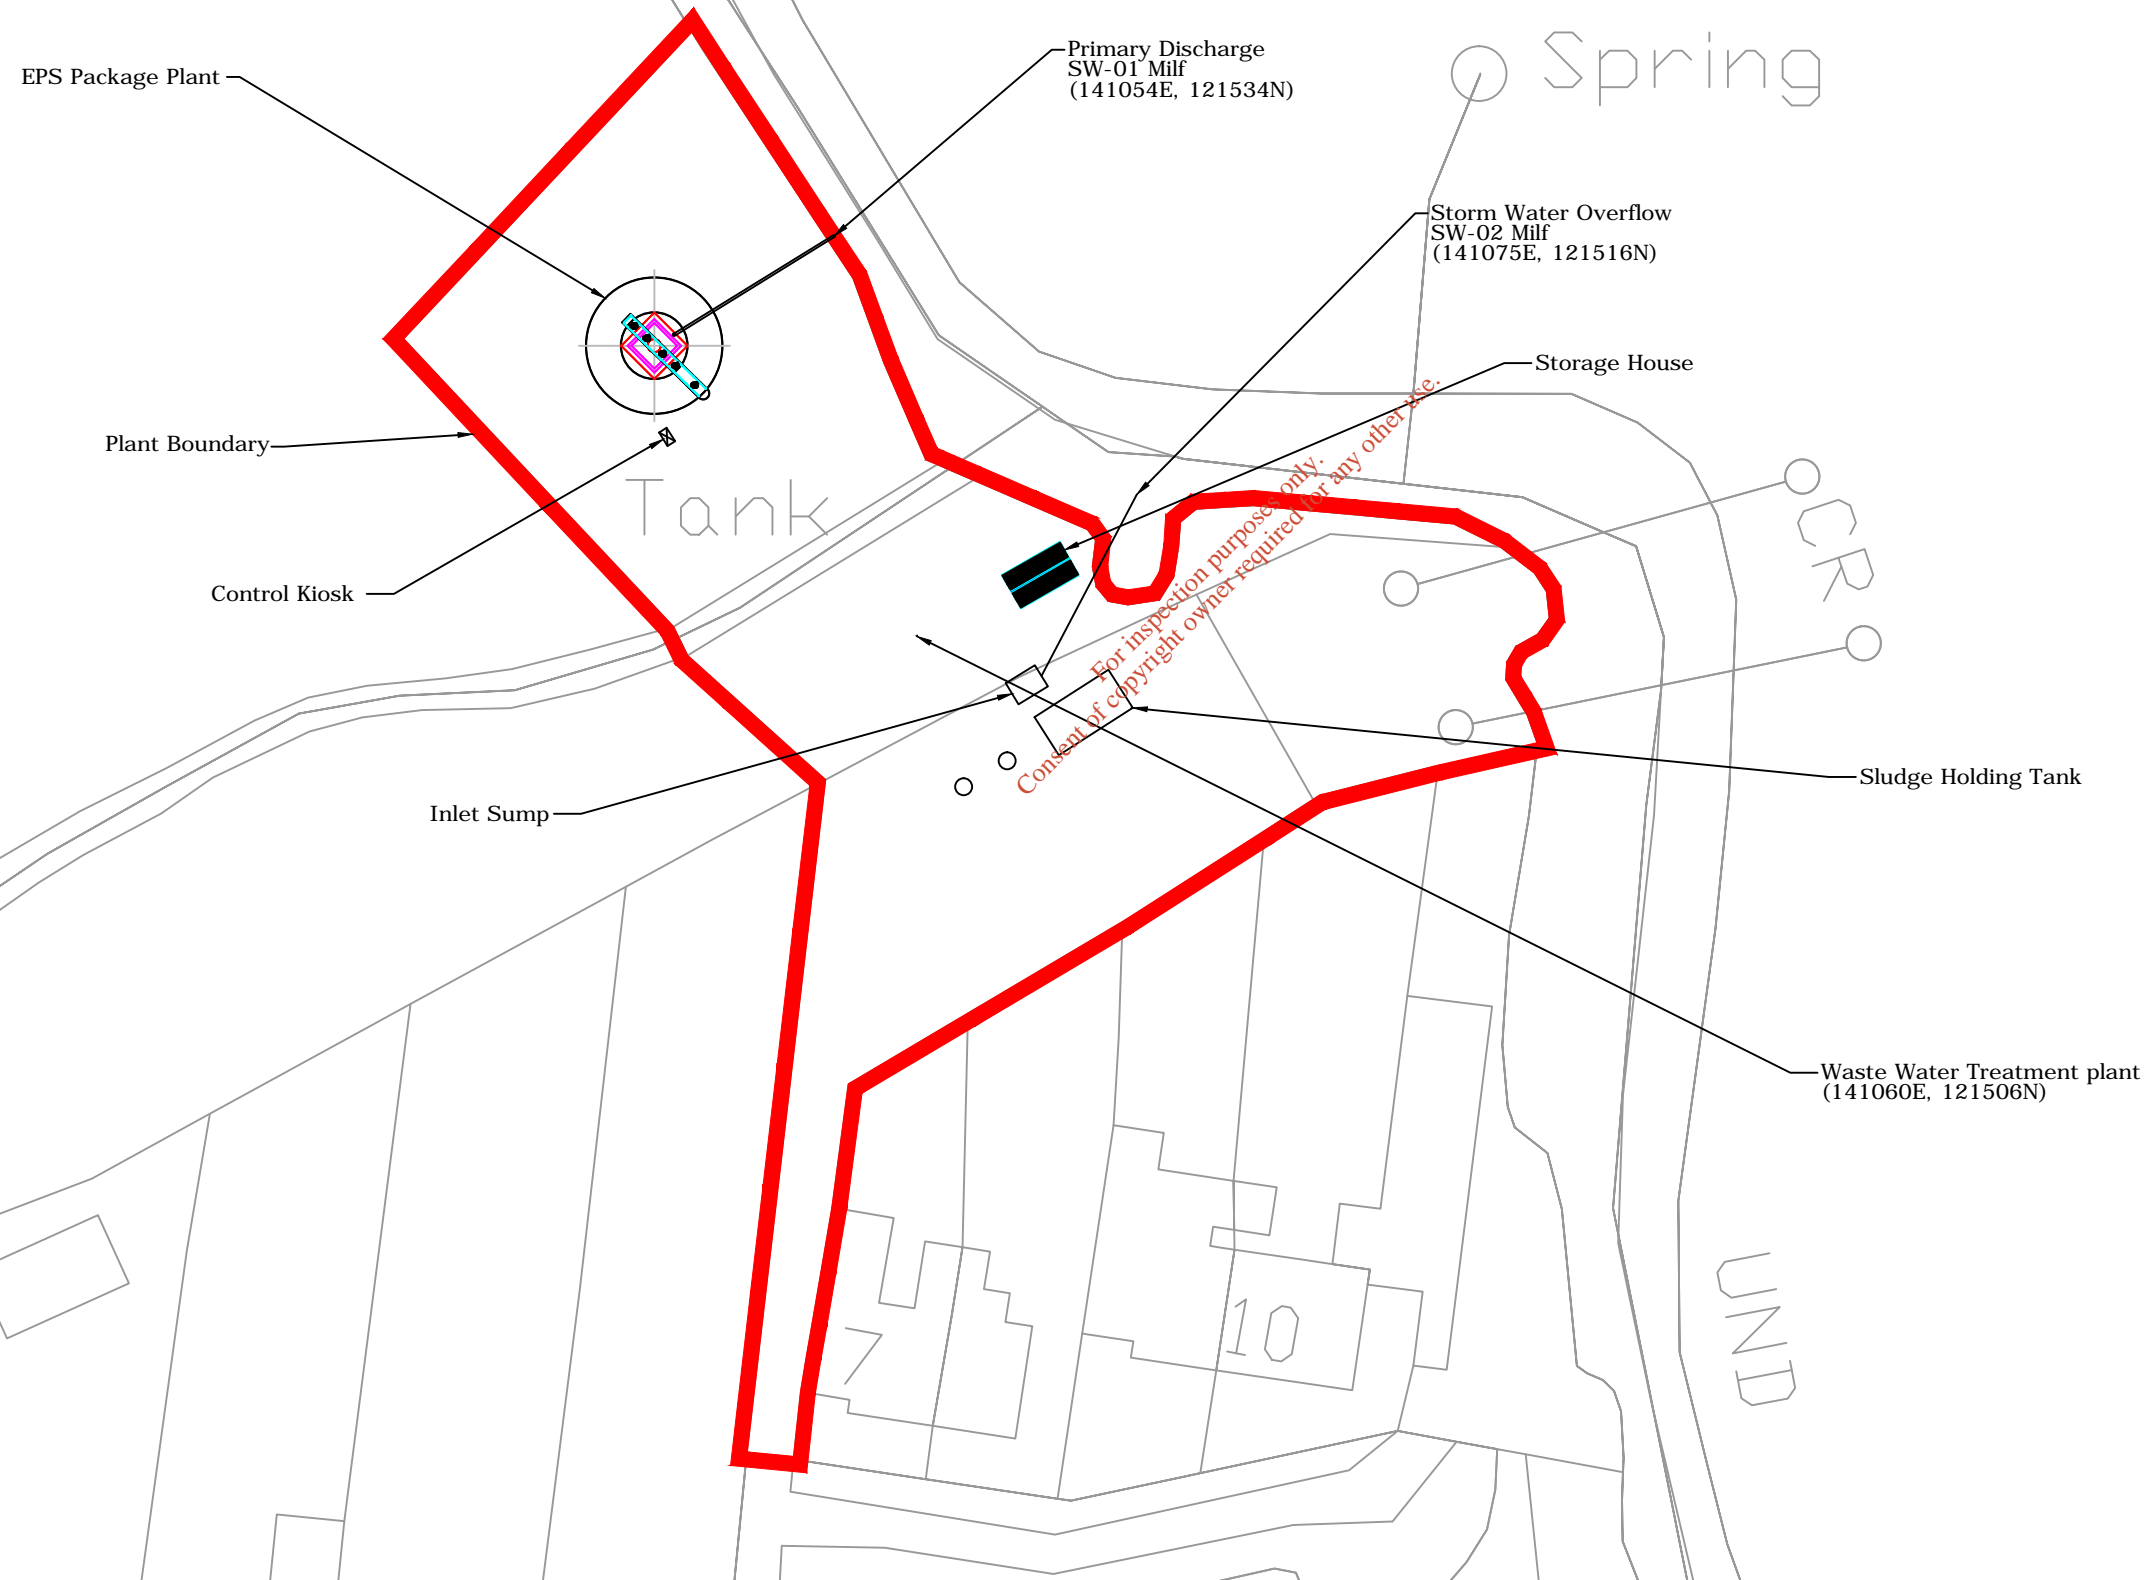 Spring
Primary Discharge
SW-01 Milf
(141054E, 121534N)
EPS Package Plant
Storm Water Overflow
SW-02 Milf
(141075E, 121516N)
Storage House
Plant Boundary
Tank
CR
Control Kiosk
For inspection purposes only.
Consent of copyright owner required for any other use.
Sludge Holding Tank
Inlet Sump
Waste Water Treatment plant
(141060E, 121506N)
UND
7
10